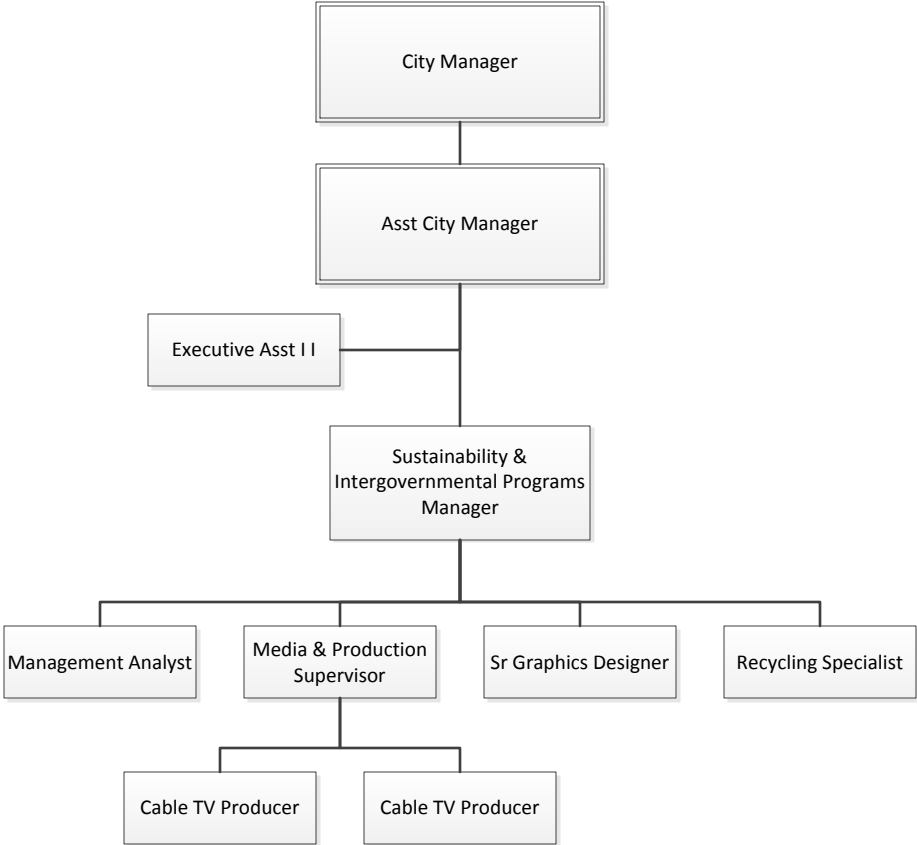 City Manager
Asst City Manager
Executive Asst I I
Sustainability &
Intergovernmental Programs
Manager
Management Analyst
Media & Production
Supervisor
Sr Graphics Designer
Recycling Specialist
Cable TV Producer
Cable TV Producer